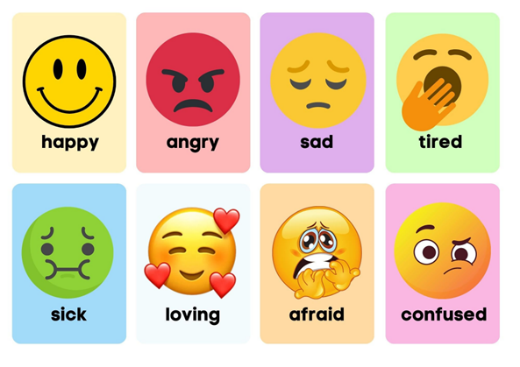 happy
angry
sad
tired
sick
loving
afraid
confused